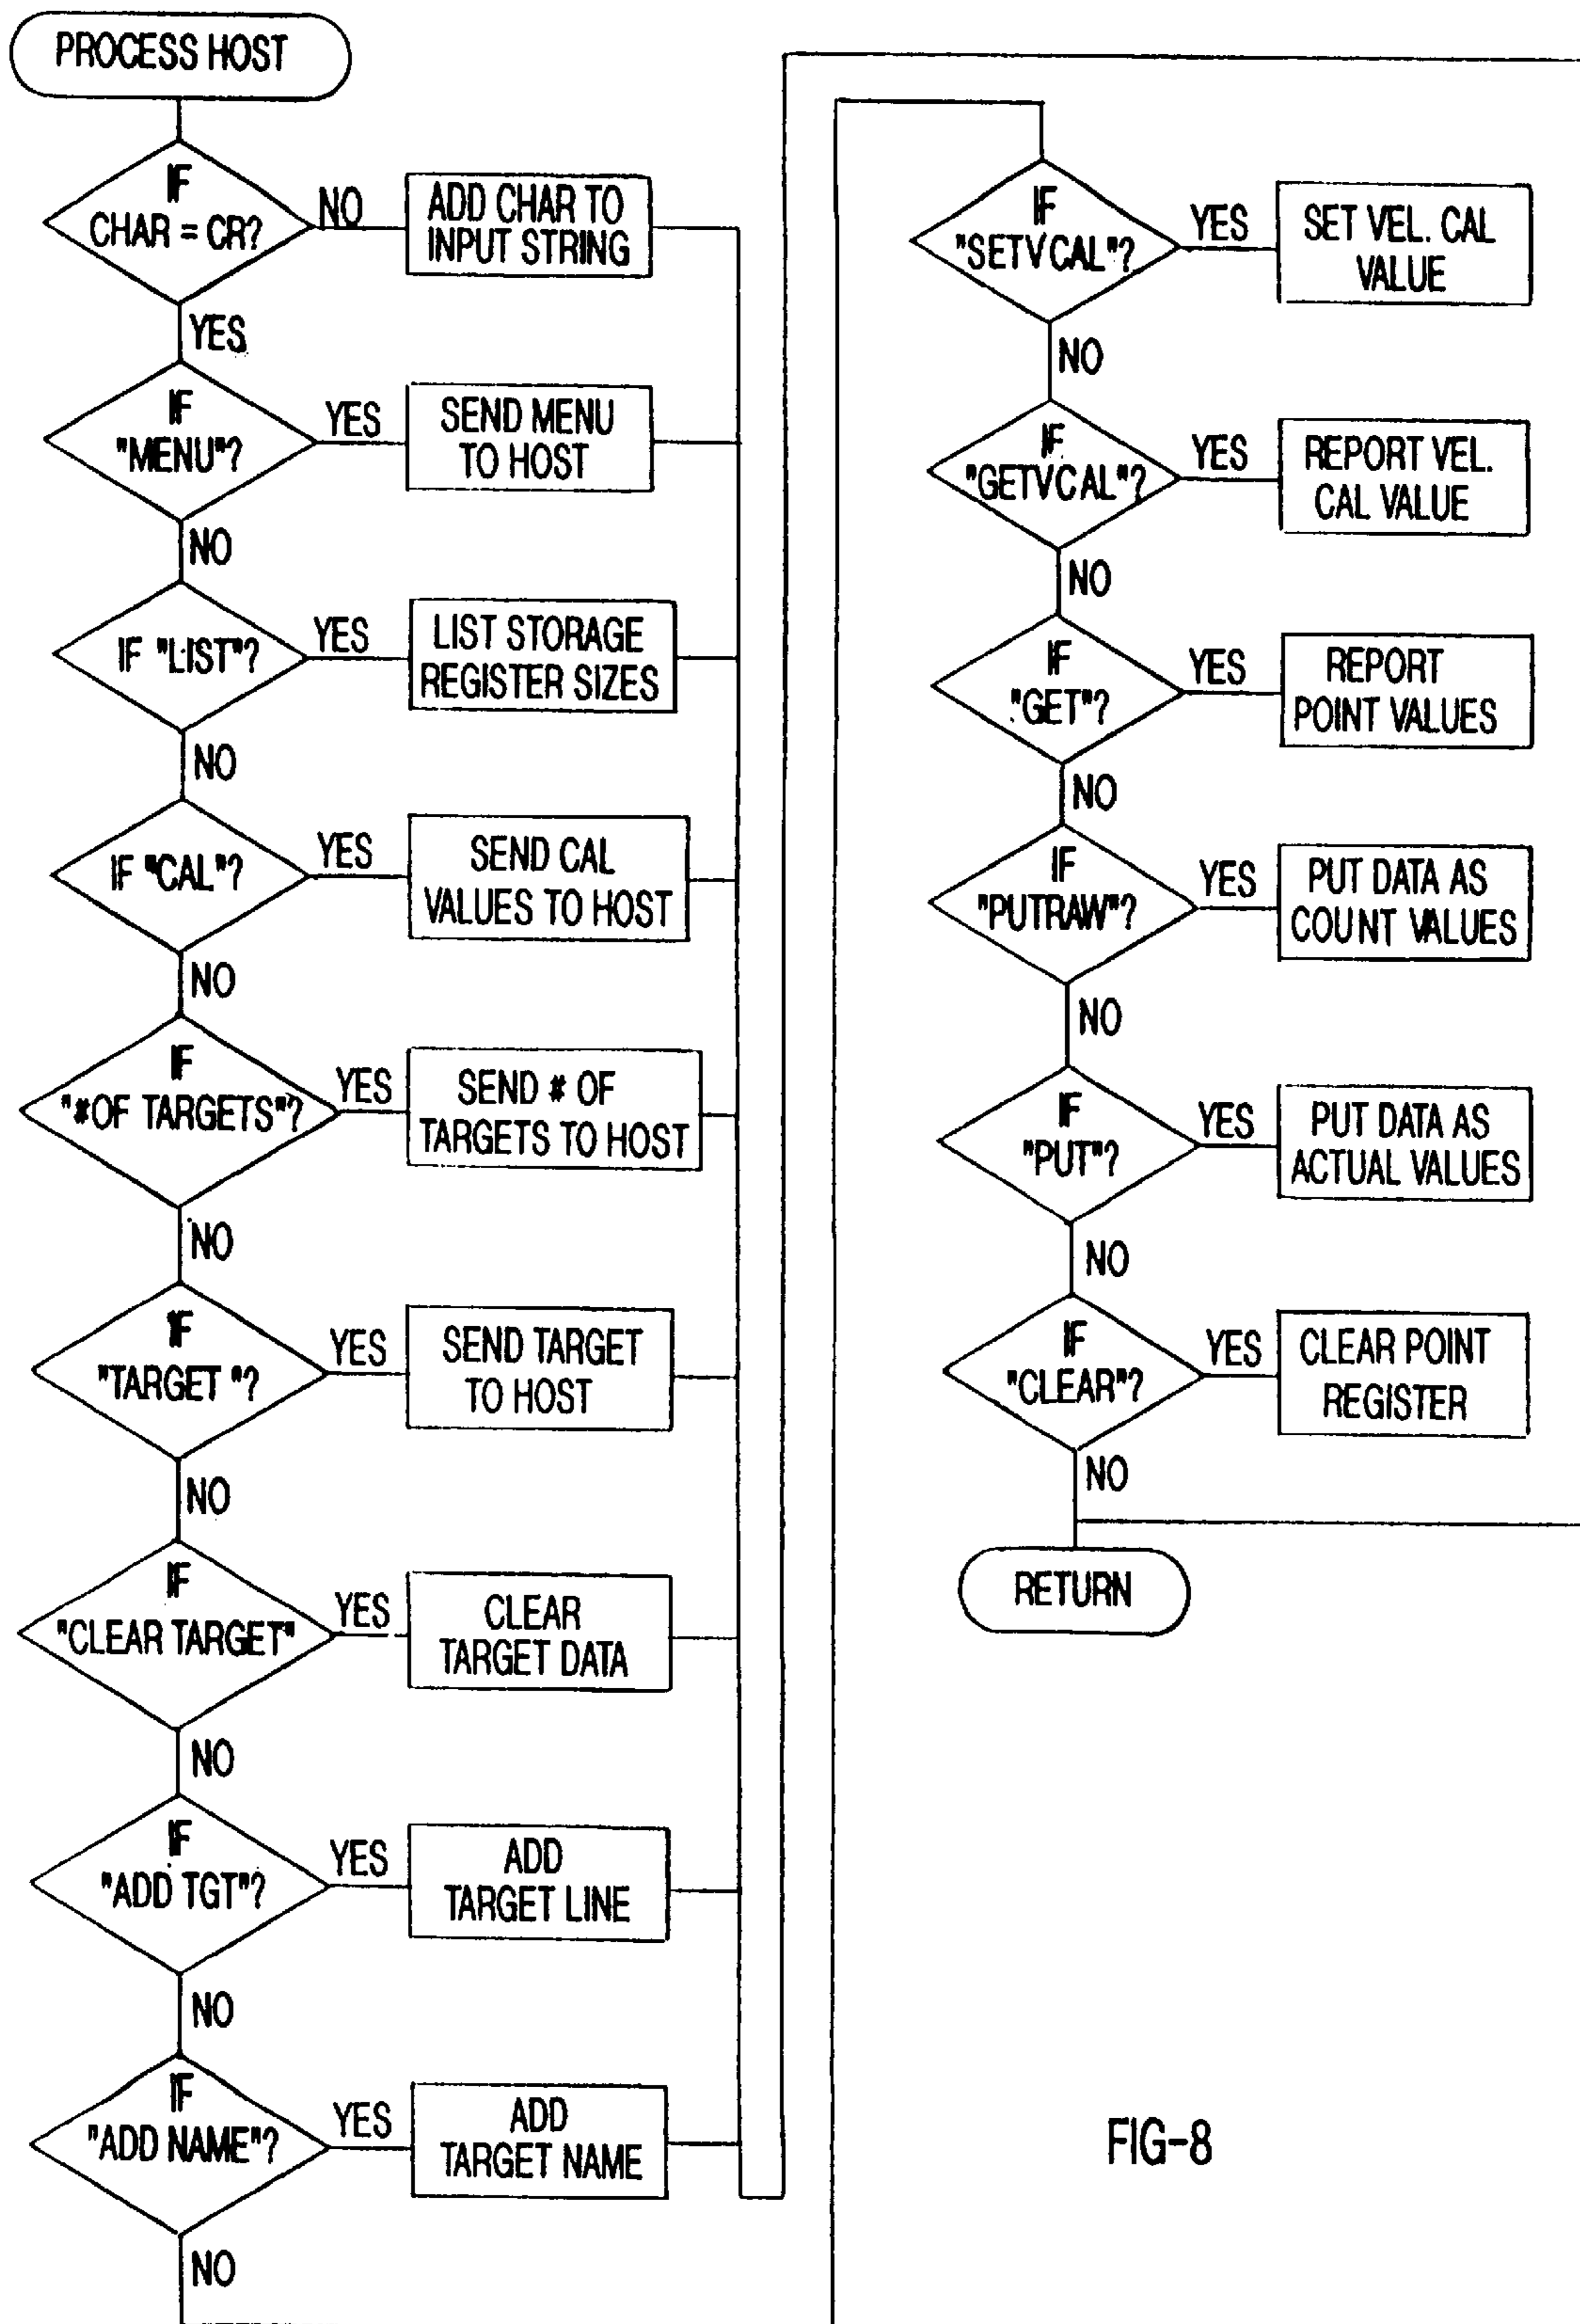 PROCESS HOST
IF
CHAR = CR?
NO
ADD CHAR TO
INPUT STRING
YES
IF
"MENU"?
YES
SEND MENU
TO HOST
NO
IF "LIST"?
YES
LIST STORAGE
REGISTER SIZES
NO
IF "CAL"?
YES
SEND CAL
VALUES TO HOST
NO
IF
"#OF TARGETS"?
YES
SEND # OF
TARGETS TO HOST
NO
IF
"TARGET "?
YES
SEND TARGET
TO HOST
NO
IF
"CLEAR TARGET"
YES
CLEAR
TARGET DATA
NO
IF
"ADD TGT"?
YES
ADD
TARGET LINE
NO
IF
"ADD NAME"?
YES
ADD
TARGET NAME
NO
IF
"SETVCAL"?
YES
SET VEL. CAL
VALUE
NO
IF
"GETVCAL"?
YES
REPORT VEL.
CAL VALUE
NO
IF
"GET"?
YES
REPORT
POINT VALUES
NO
IF
"PUTRAW"?
YES
PUT DATA AS
COUNT VALUES
NO
IF
"PUT"?
YES
PUT DATA AS
ACTUAL VALUES
NO
IF
"CLEAR"?
YES
CLEAR POINT
REGISTER
NO
RETURN
FIG-8